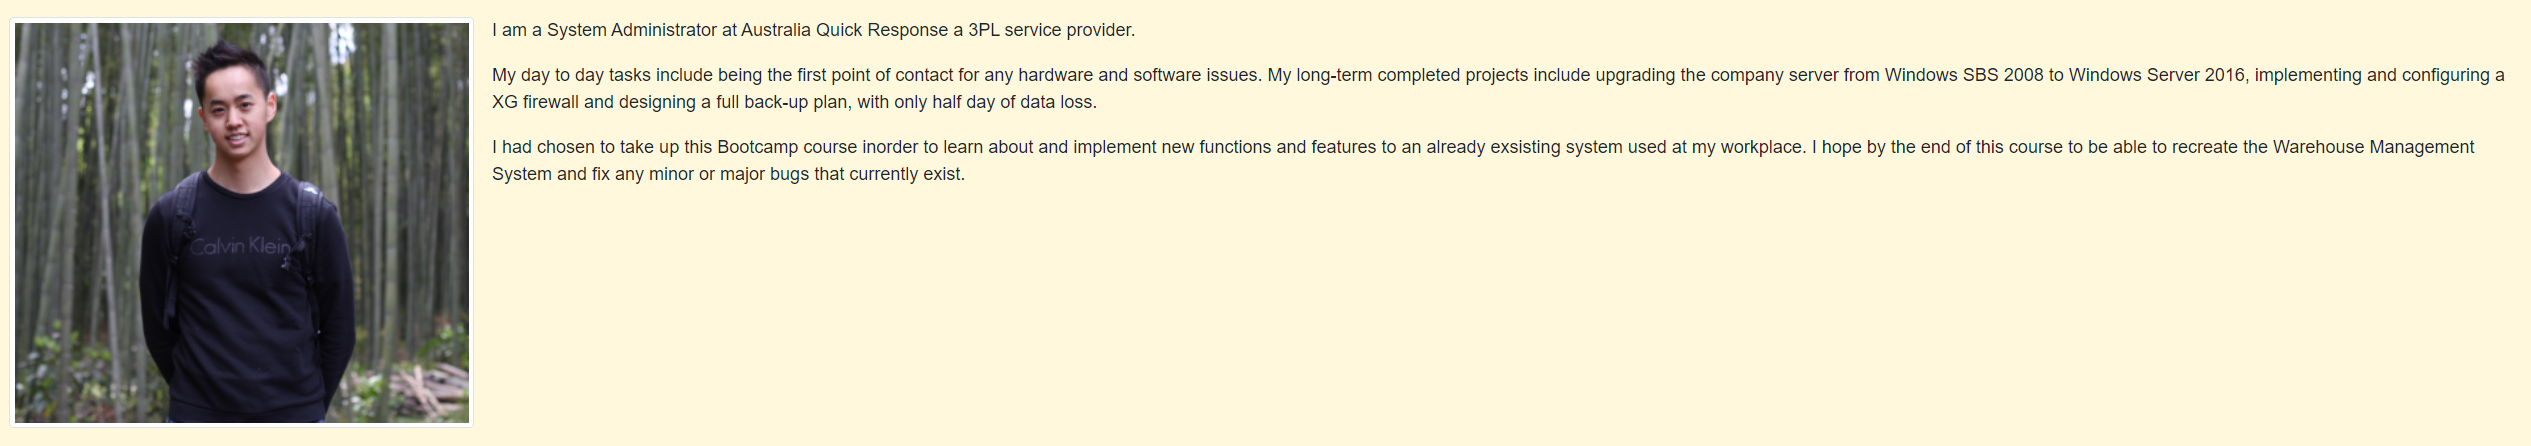 I am a System Administrator at Australia Quick Response a 3PL service provider.
My day to day tasks include being the first point of contact for any hardware and software issues. My long-term completed projects include upgrading the company server from Windows SBS 2008 to Windows Server 2016, implementing and configuring a
XG firewall and designing a full back-up plan, with only half day of data loss.
I had chosen to take up this Bootcamp course inorder to learn about and implement new functions and features to an already exsisting system used at my workplace. I hope by the end of this course to be able to recreate the Warehouse Management
System and fix any minor or major bugs that currently exist.
Calvin Klein